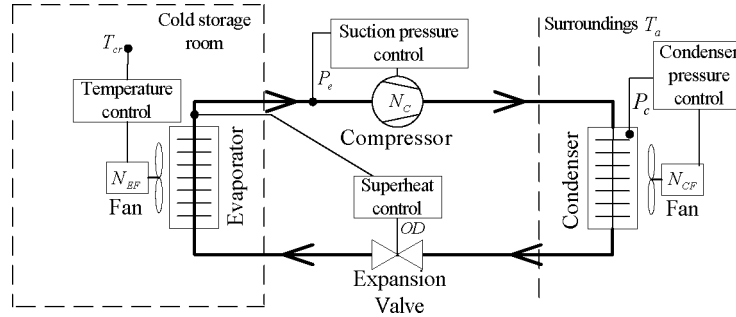 Cold storage
room
T_cr
Temperature
control
N_EF
Fan
Evaporator
P_e
Suction pressure
control
N_C
Compressor
Superheat
control
OD
Expansion
Valve
Surroundings T_a
Condenser
pressure
control
P_c
Condenser
N_CF
Fan